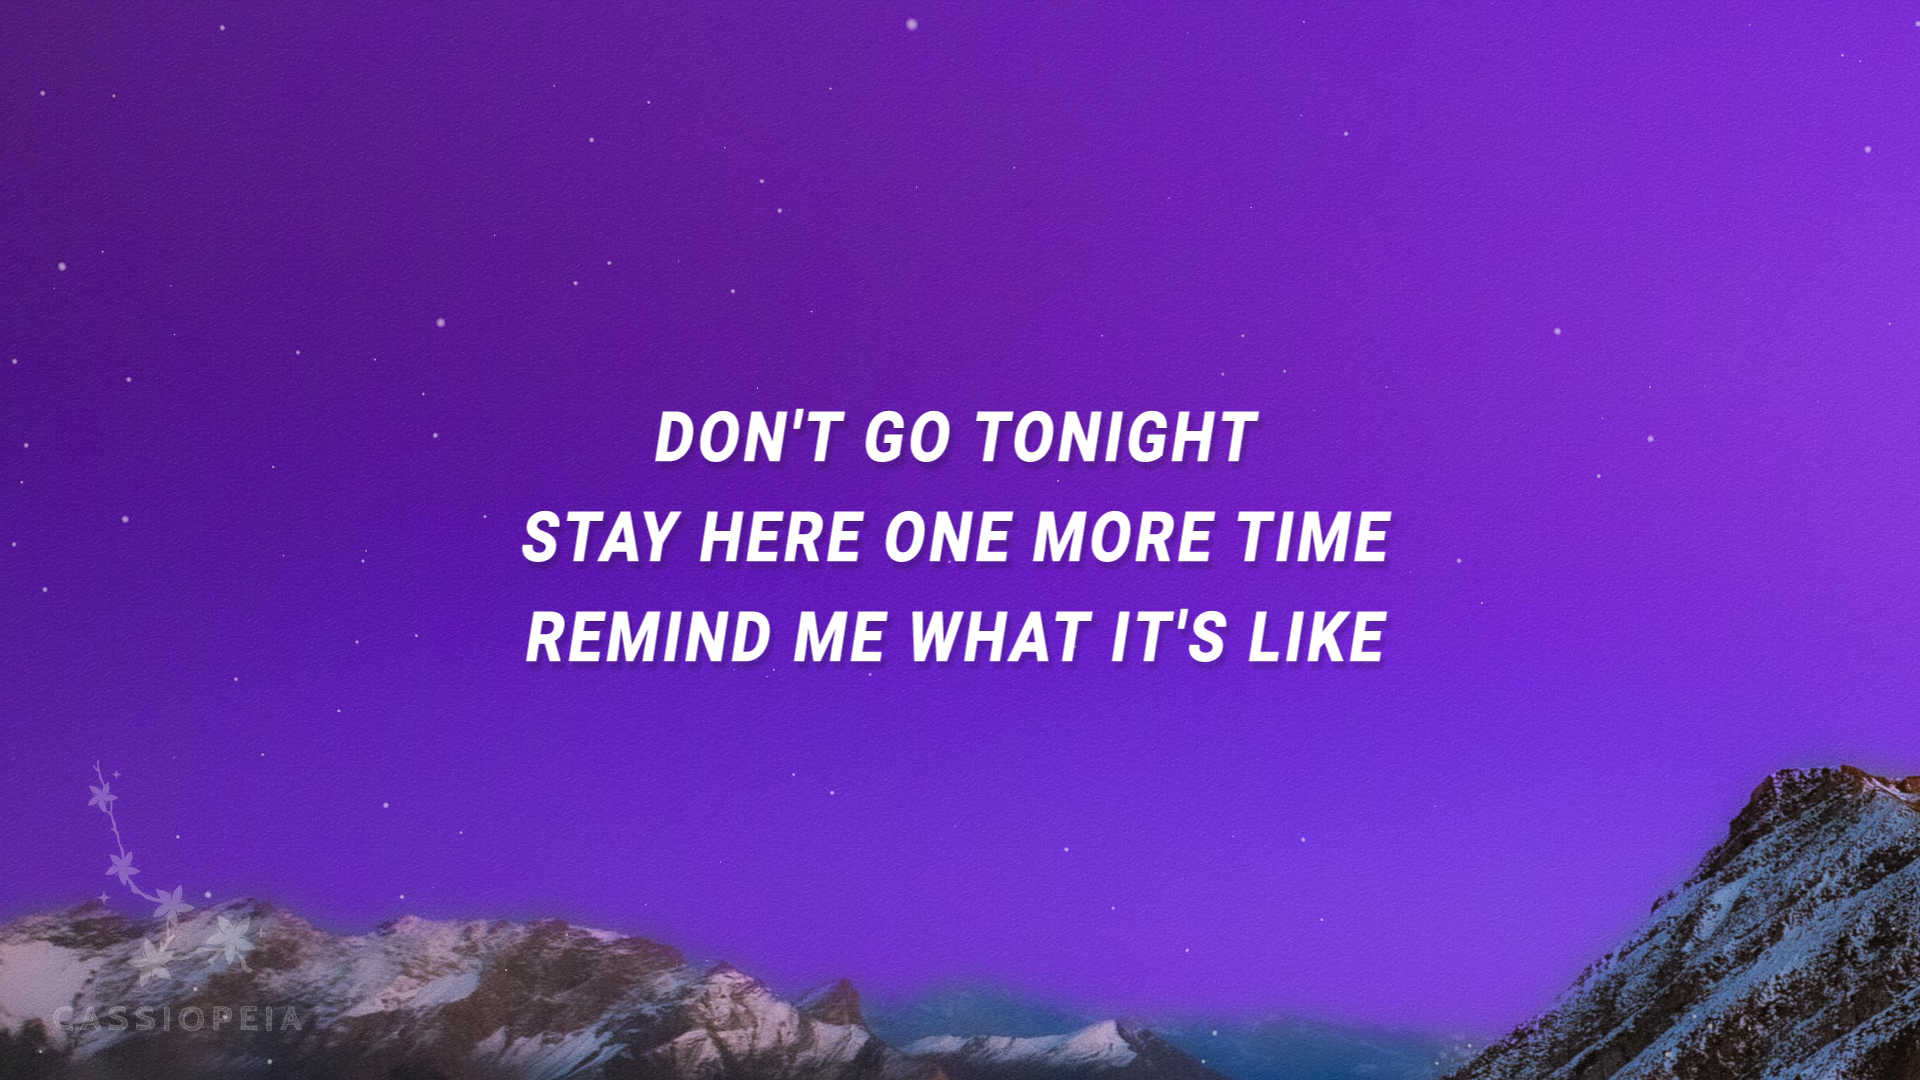 DON'T GO TONIGHT
STAY HERE ONE MORE TIME
REMIND ME WHAT IT'S LIKE
CASSIOPEIA